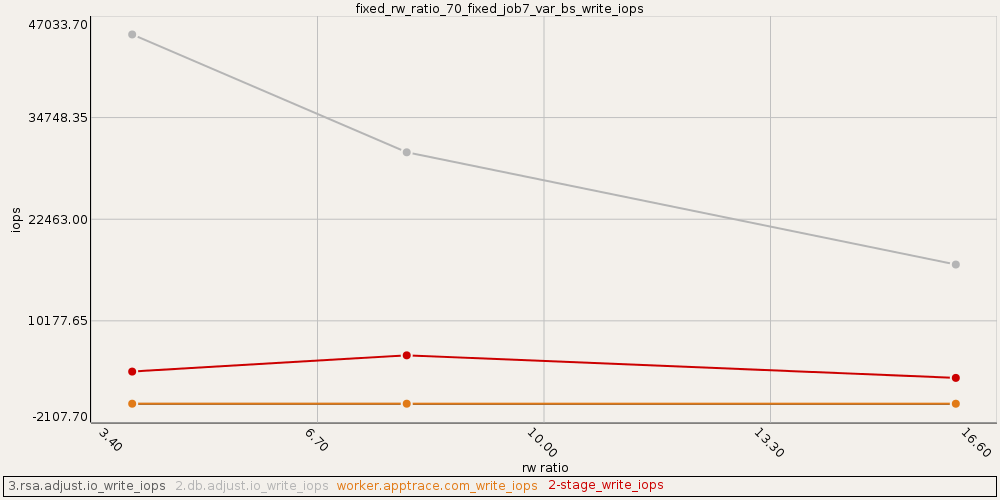 fixed_rw_ratio_70_fixed_job7_var_bs_write_iops
47033.70
34748.35
iops
22463.00
10177.65
-2107.70
3.40 6.70 10.00 13.30 16.60
rw ratio
3.rsa.adjust.io_write_iops 2.db.adjust.io_write_iops worker.apptrace.com_write_iops 2-stage_write_iops